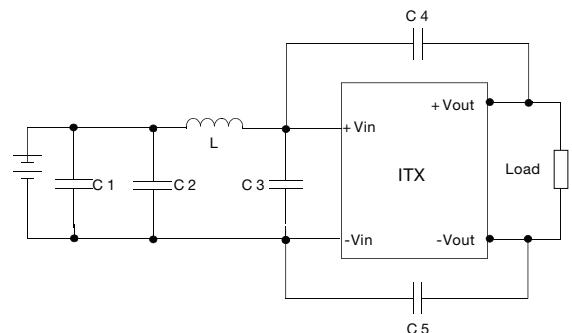 C 4
+Vout
+Vin
L
Load
ITX
C 1
C 2
C 3
-Vin
-Vout
C 5